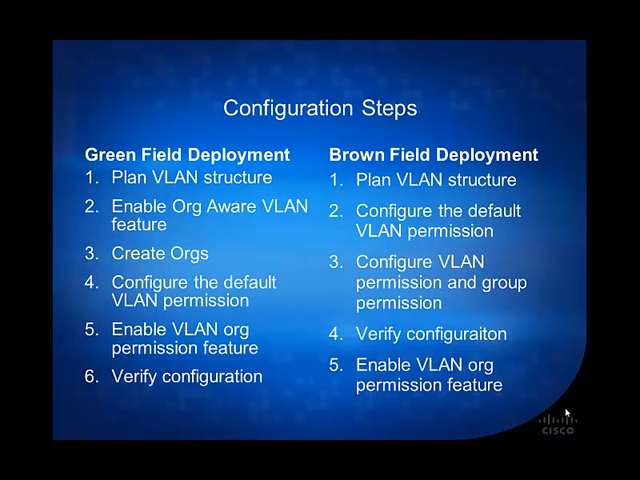 Configuration Steps
Green Field Deployment
1. Plan VLAN structure
2. Enable Org Aware VLAN
feature
3. Create Orgs
4. Configure the default
VLAN permission
5. Enable VLAN org
permission feature
6. Verify configuration
Brown Field Deployment
1. Plan VLAN structure
2. Configure the default
VLAN permission
3. Configure VLAN
permission and group
permission
4. Verify configuraiton
5. Enable VLAN org
permission feature
CISCO